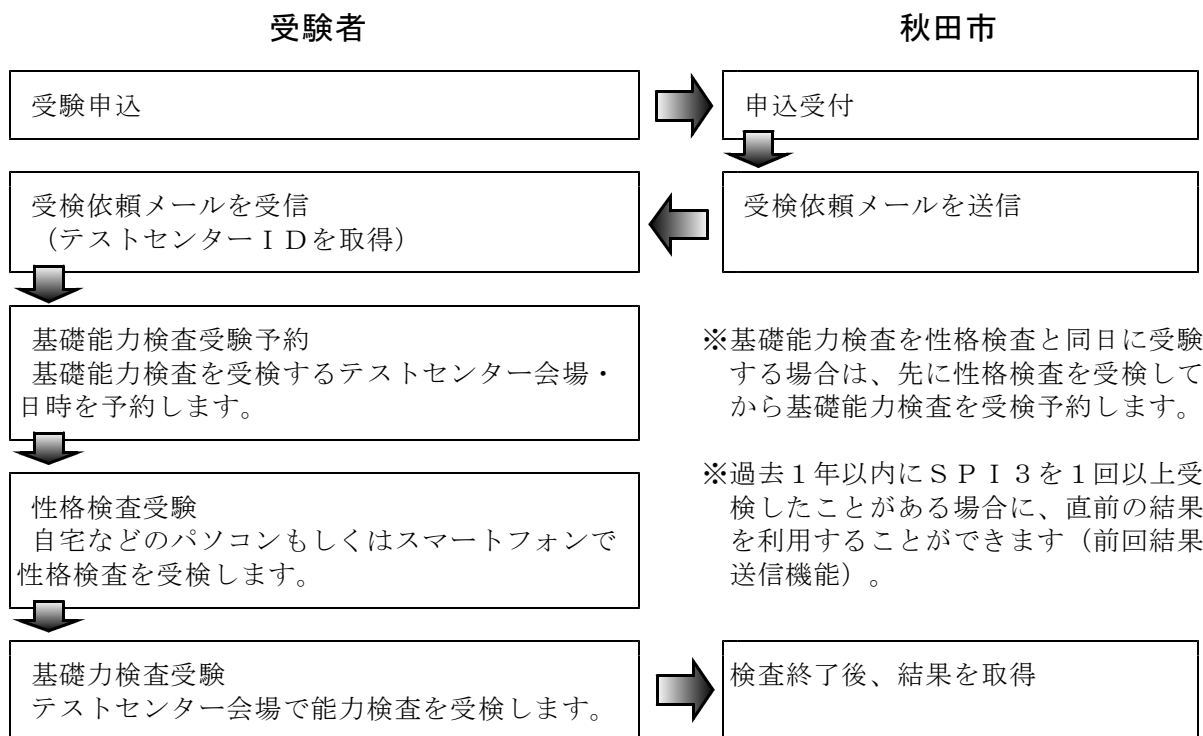 受験者
秋田市
受験申込
申込受付
受検依頼メールを受信
（テストセンターＩＤを取得）
受検依頼メールを送信
基礎能力検査受験予約
基礎能力検査を受検するテストセンター会場・
日時を予約します。
※基礎能力検査を性格検査と同日に受験
する場合は、先に性格検査を受検して
から基礎能力検査を受検予約します。
※過去１年以内にＳＰＩ３を１回以上受
検したことがある場合に、直前の結果
を利用することができます（前回結果
送信機能）。
性格検査受験
自宅などのパソコンもしくはスマートフォンで
性格検査を受検します。
基礎力検査受験
テストセンター会場で能力検査を受検します。
検査終了後、結果を取得